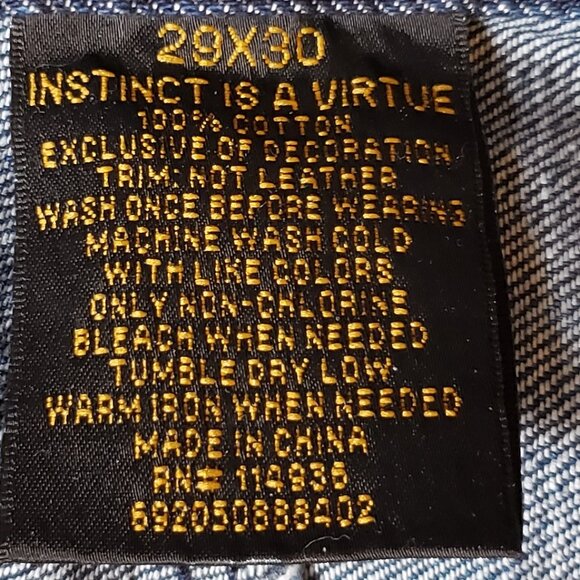 29X30
INSTINCT IS A VIRTUE
100% COTTON
EXCLUSIVE OF DECORATION
TRIM: NOT LEATHER
WASH ONCE BEFORE WEARING
MACHINE WASH COLD
WITH LIKE COLORS
ONLY NON-CHLORINE
BLEACH WHEN NEEDED
TUMBLE DRY LOW
WARM IRON WHEN NEEDED
MADE IN CHINA
RN# 114836
692050888402